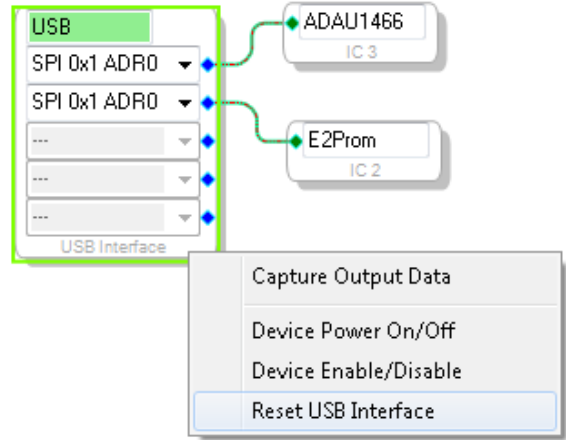 USB
SPI 0x1 ADR0
SPI 0x1 ADR0
---
---
---
USB Interface
ADAU1466
IC 3
E2Prom
IC 2
Capture Output Data
Device Power On/Off
Device Enable/Disable
Reset USB Interface